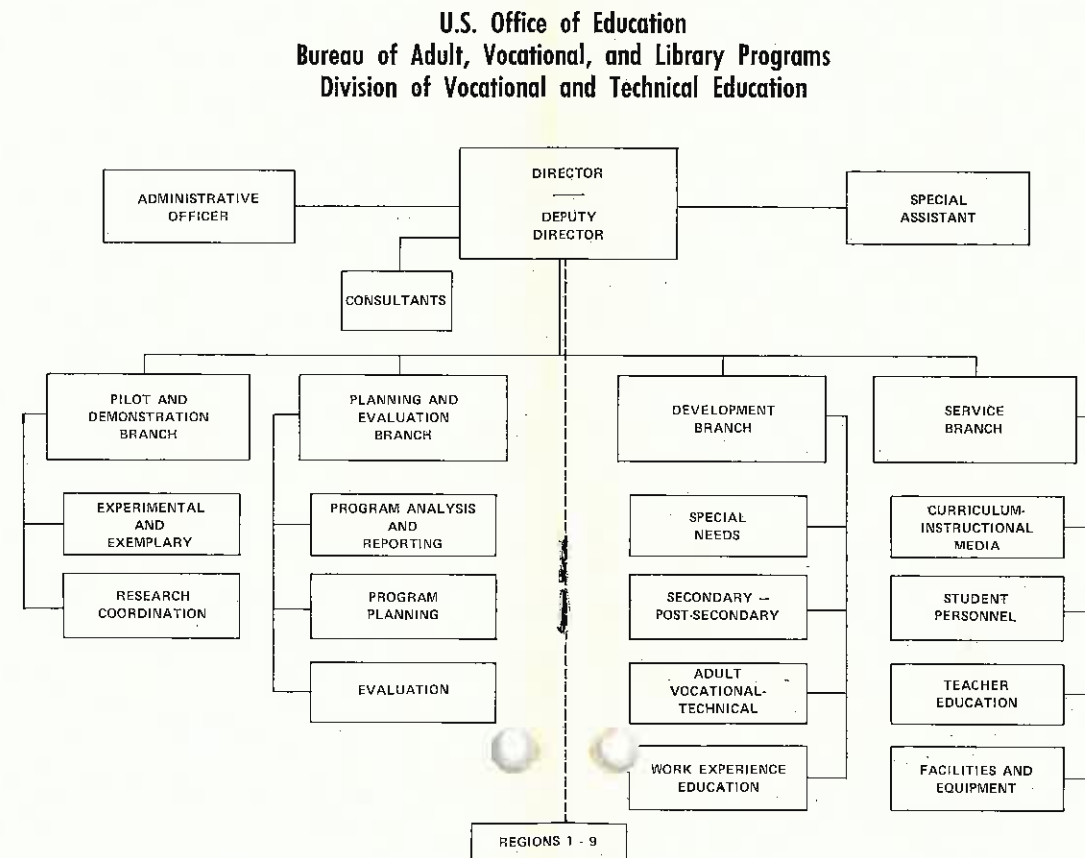 U.S. Office of Education
Bureau of Adult, Vocational, and Library Programs
Division of Vocational and Technical Education
DIRECTOR
DEPUTY
DIRECTOR
ADMINISTRATIVE
OFFICER
SPECIAL
ASSISTANT
CONSULTANTS
PILOT AND
DEMONSTRATION
BRANCH
EXPERIMENTAL
AND
EXEMPLARY
RESEARCH
COORDINATION
PLANNING AND
EVALUATION
BRANCH
PROGRAM ANALYSIS
AND
REPORTING
PROGRAM
PLANNING
EVALUATION
DEVELOPMENT
BRANCH
SPECIAL
NEEDS
SECONDARY –
POST-SECONDARY
ADULT
VOCATIONAL-
TECHNICAL
WORK EXPERIENCE
EDUCATION
SERVICE
BRANCH
CURRICULUM-
INSTRUCTIONAL
MEDIA
STUDENT
PERSONNEL
TEACHER
EDUCATION
FACILITIES AND
EQUIPMENT
REGIONS 1 - 9